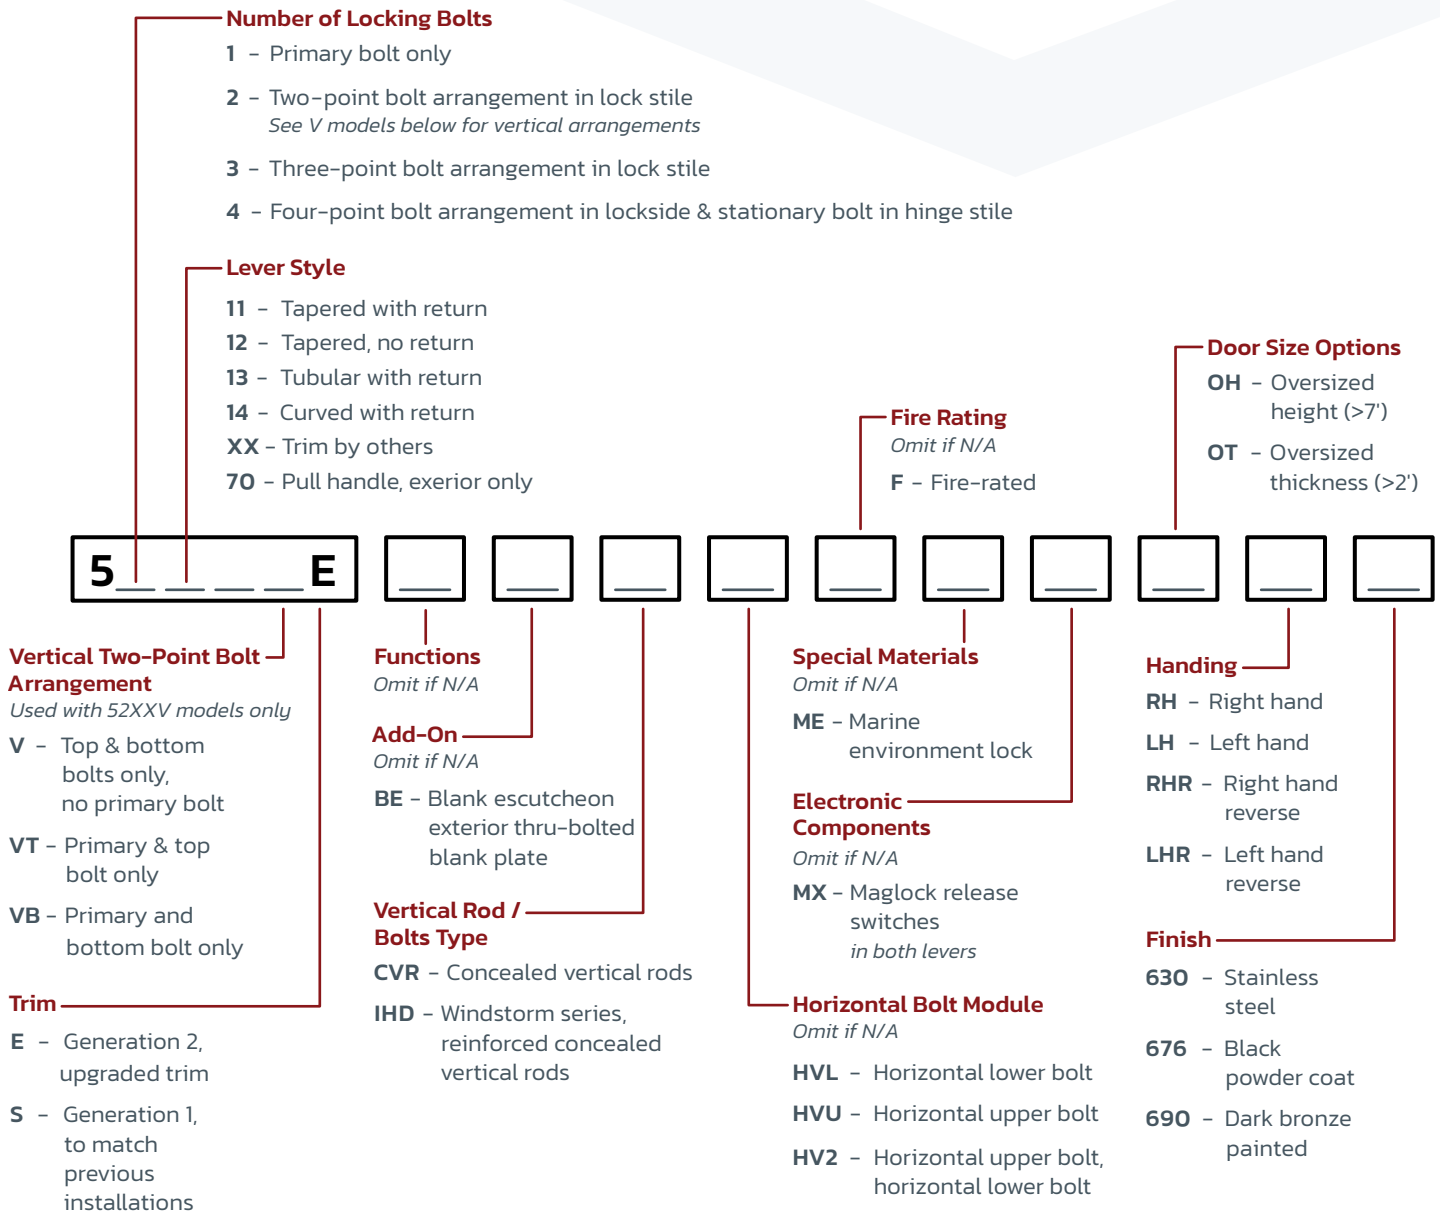 Number of Locking Bolts
1 – Primary bolt only
2 – Two-point bolt arrangement in lock stile
See V models below for vertical arrangements
3 – Three-point bolt arrangement in lock stile
4 – Four-point bolt arrangement in lockside & stationary bolt in hinge stile
Lever Style
11 – Tapered with return
12 – Tapered, no return
13 – Tubular with return
14 – Curved with return
XX – Trim by others
70 – Pull handle, exerior only
Fire Rating
Omit if N/A
F – Fire-rated
Door Size Options
OH – Oversized
height (>7')
OT – Oversized
thickness (>2')
5 _ _ _ _ E _ _ _ _ _ _ _ _ _ _
Vertical Two-Point Bolt
Arrangement
Used with 52XXV models only
V – Top & bottom
bolts only,
no primary bolt
VT – Primary & top
bolt only
VB – Primary and
bottom bolt only
Trim
E – Generation 2,
upgraded trim
S – Generation 1,
to match
previous
installations
Functions
Omit if N/A
Add-On
Omit if N/A
BE – Blank escutcheon
exterior thru-bolted
blank plate
Vertical Rod /
Bolts Type
CVR – Concealed vertical rods
IHD – Windstorm series,
reinforced concealed
vertical rods
Special Materials
Omit if N/A
ME – Marine
environment lock
Electronic
Components
Omit if N/A
MX – Maglock release
switches
in both levers
Horizontal Bolt Module
Omit if N/A
HVL – Horizontal lower bolt
HVU – Horizontal upper bolt
HV2 – Horizontal upper bolt,
horizontal lower bolt
Handing
RH – Right hand
LH – Left hand
RHR – Right hand
reverse
LHR – Left hand
reverse
Finish
630 – Stainless
steel
676 – Black
powder coat
690 – Dark bronze
painted